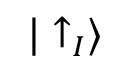 | ↑_I⟩